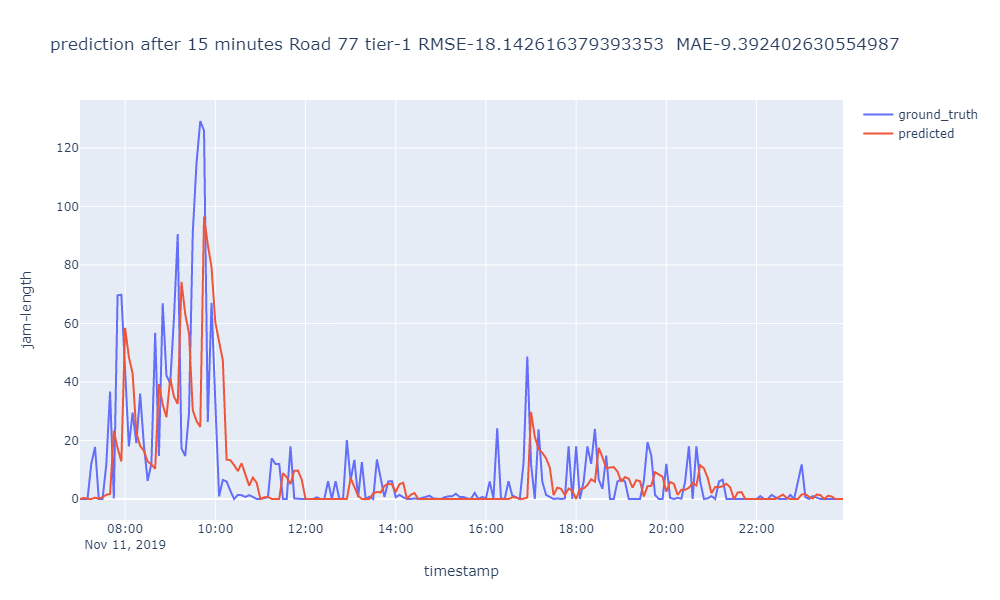 prediction after 15 minutes Road 77 tier-1 RMSE-18.142616379393353  MAE-9.392402630554987
ground_truth
predicted
120
100
80
60
40
20
0
jam-length
08:00 10:00 12:00 14:00 16:00 18:00 20:00 22:00
Nov 11, 2019
timestamp